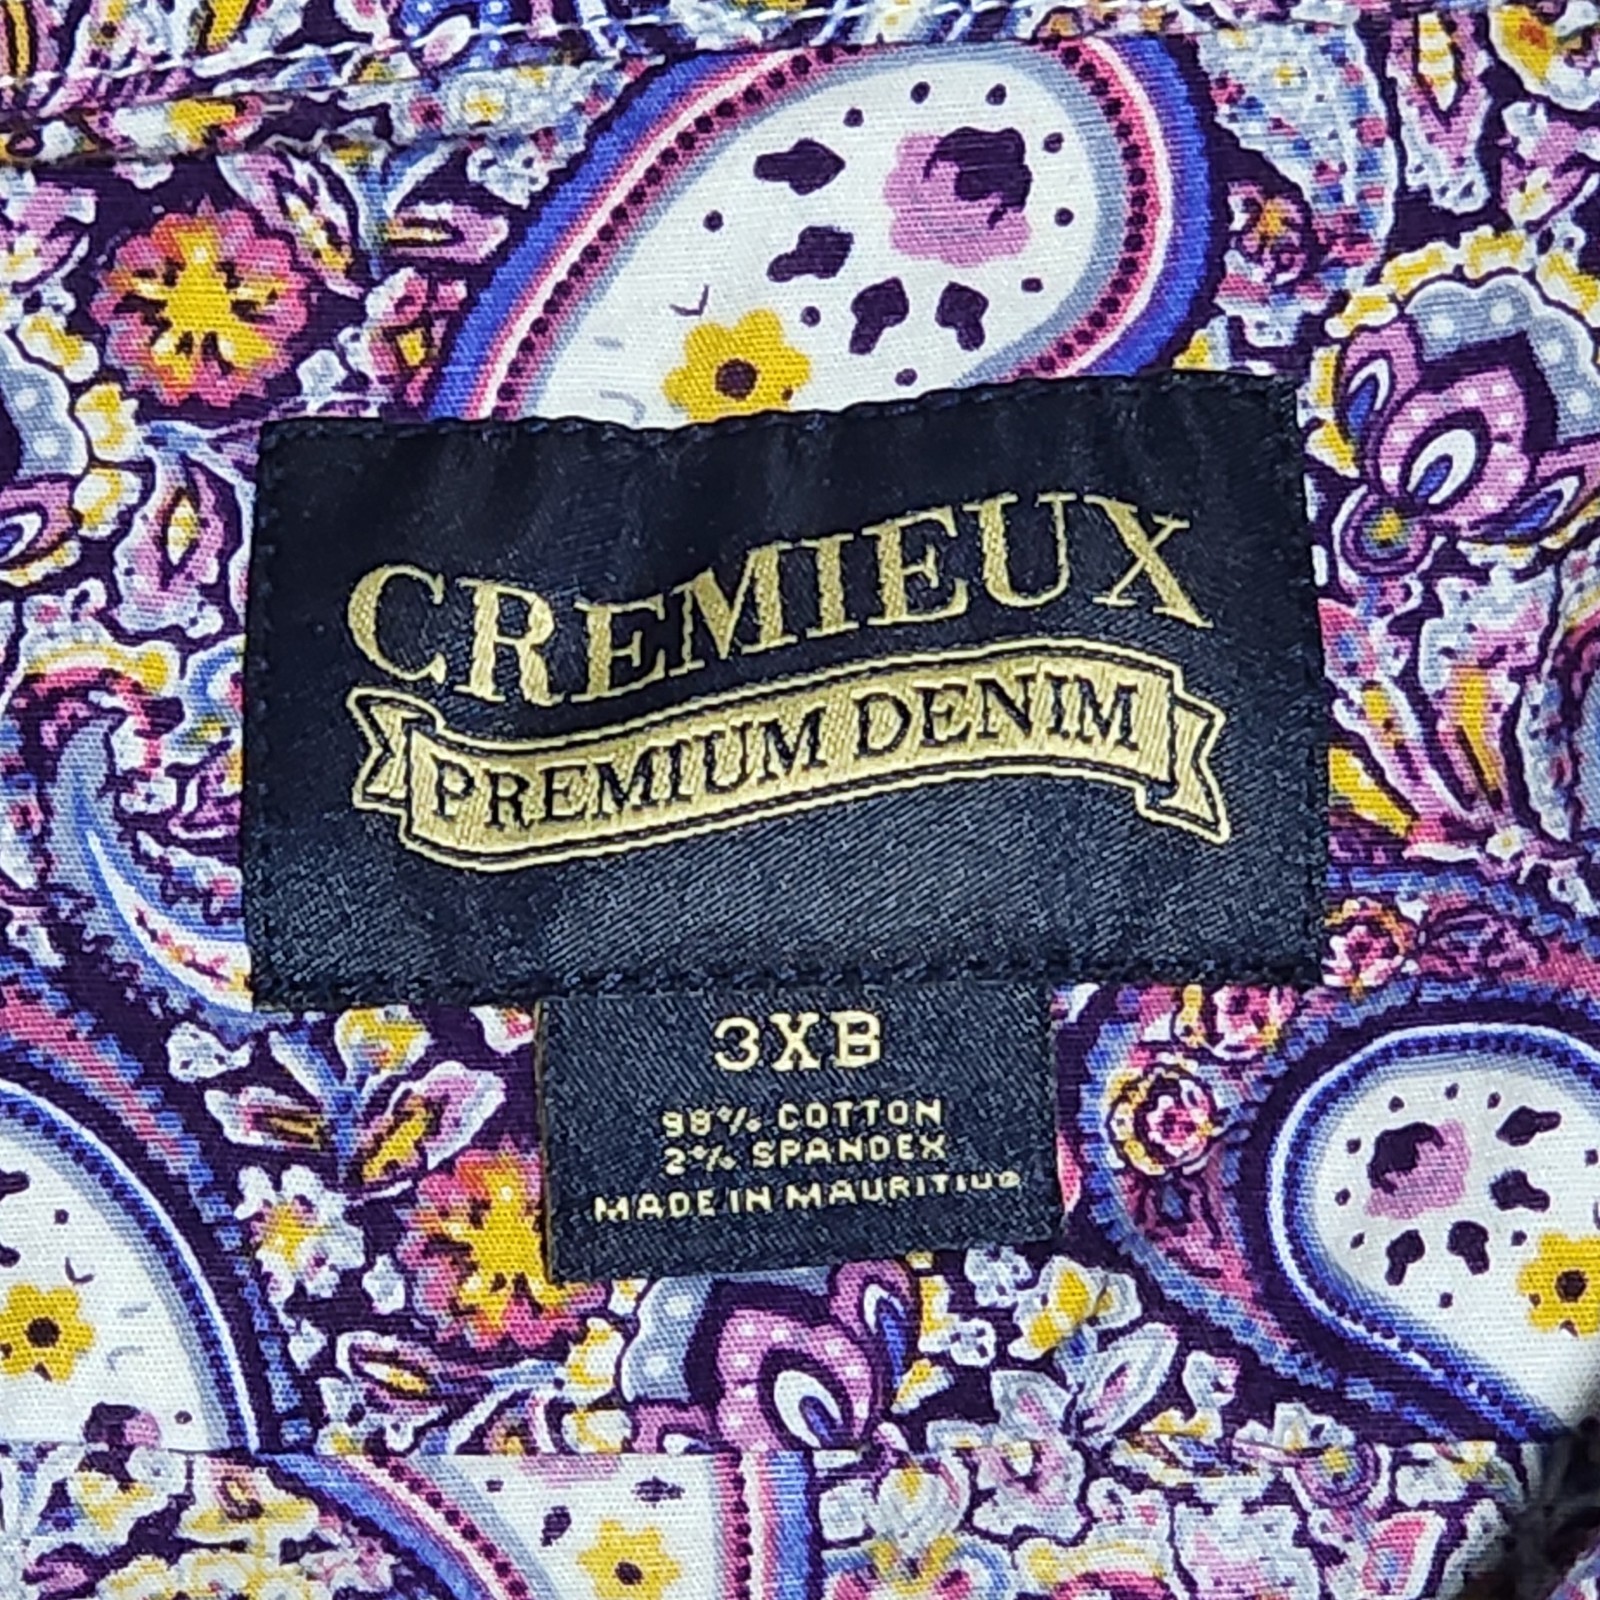 CREMIEUX
PREMIUM DENIM
3XB
98% COTTON
2% SPANDEX
MADE IN MAURITIUS